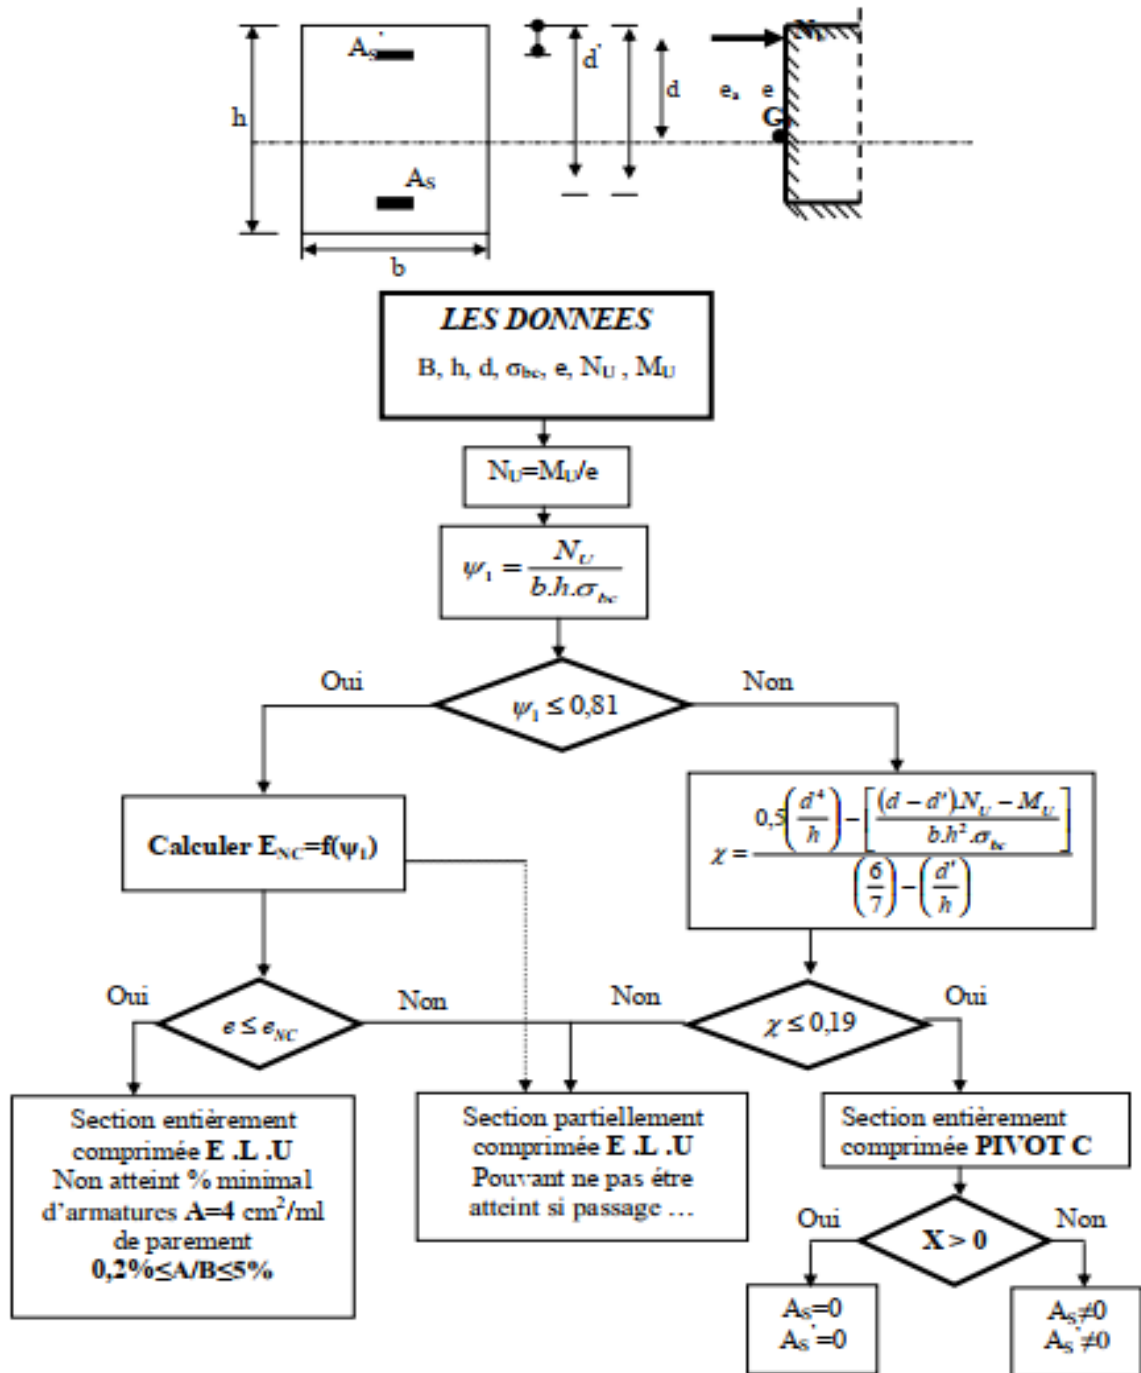 As'
d'
N
h
d
eₐ e
G
As
b
LES DONNEES
B, h, d, σbc, e, NU , MU
NU=MU/e
ψ1 = NU / b.h.σbc
Oui
Non
ψ1 ≤ 0,81
Calculer ENC=f(ψ1)
χ = (0,5(d⁴/h) − [(d − d').NU − MU / b.h².σbc]) / ((6/7) − (d'/h))
Oui
Non
Non
Oui
e ≤ eNC
χ ≤ 0,19
Section entièrement
comprimée E .L .U
Non atteint % minimal
d'armatures A=4 cm²/ml
de parement
0,2%≤A/B≤5%
Section partiellement
comprimée E .L .U
Pouvant ne pas étre
atteint si passage …
Section entièrement
comprimée PIVOT C
Oui
Non
X > 0
AS=0
AS'=0
AS≠0
AS'≠0